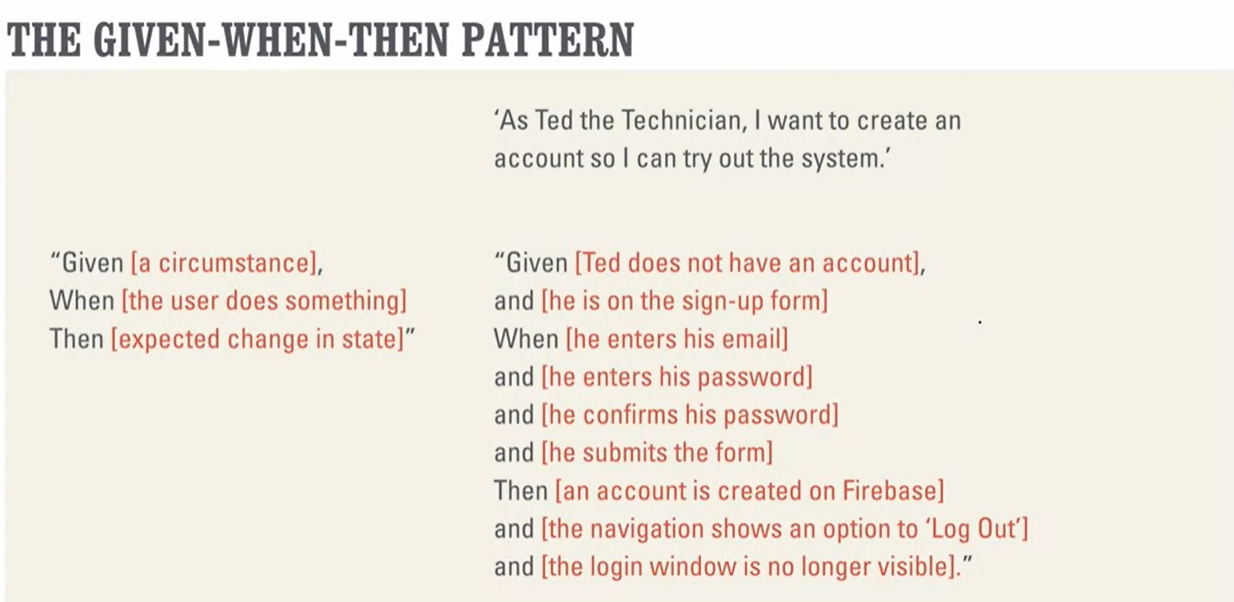 THE GIVEN-WHEN-THEN PATTERN
‘As Ted the Technician, I want to create an
account so I can try out the system.’
“Given [a circumstance],
When [the user does something]
Then [expected change in state]”
“Given [Ted does not have an account],
and [he is on the sign-up form]
When [he enters his email]
and [he enters his password]
and [he confirms his password]
and [he submits the form]
Then [an account is created on Firebase]
and [the navigation shows an option to ‘Log Out’]
and [the login window is no longer visible].”